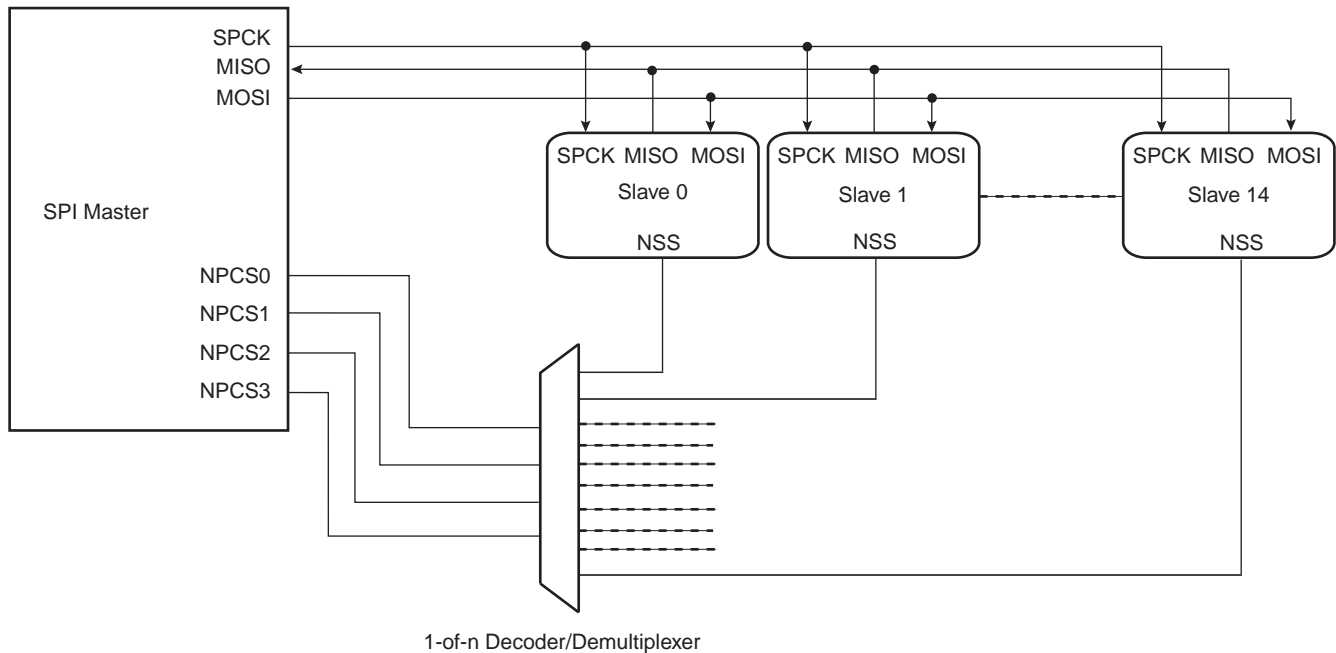 SPCK
MISO
MOSI
SPI Master
NPCS0
NPCS1
NPCS2
NPCS3
SPCK MISO MOSI
Slave 0
NSS
SPCK MISO MOSI
Slave 1
NSS
SPCK MISO MOSI
Slave 14
NSS
1-of-n Decoder/Demultiplexer